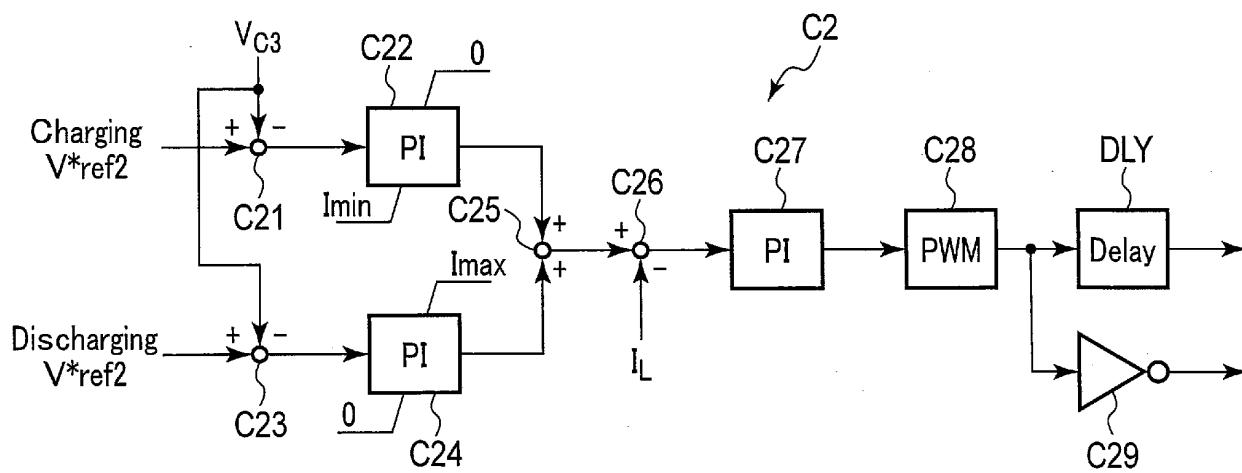 V_C3
C22
0
C2
Charging
V*ref2
+
−
C21
PI
Imin
C25
+
+
+
C26
−
I_L
C27
PI
C28
PWM
DLY
Delay
C29
Discharging
V*ref2
+
−
C23
Imax
PI
0
C24